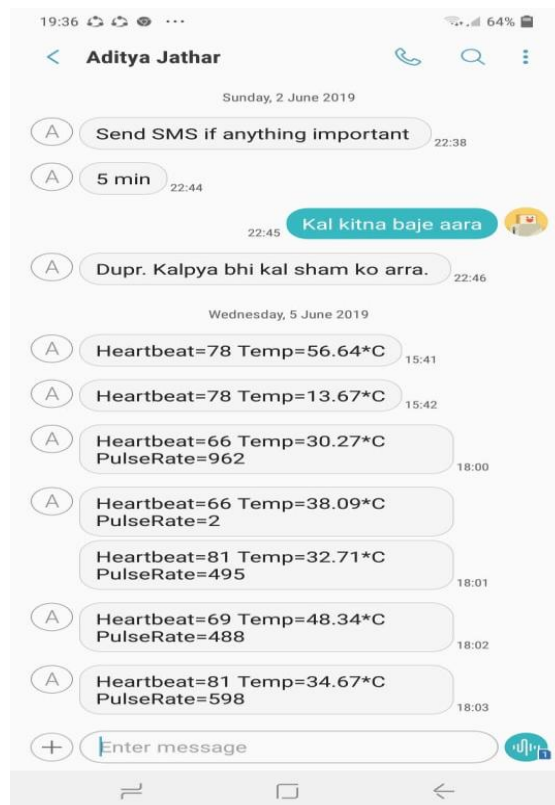 19:36 64%
Aditya Jathar
Sunday, 2 June 2019
A Send SMS if anything important 22:38
A 5 min 22:44
22:45 Kal kitna baje aara
A Dupr. Kalpya bhi kal sham ko arra. 22:46
Wednesday, 5 June 2019
A Heartbeat=78 Temp=56.64*C 15:41
A Heartbeat=78 Temp=13.67*C 15:42
A Heartbeat=66 Temp=30.27*C
PulseRate=962 18:00
A Heartbeat=66 Temp=38.09*C
PulseRate=2
Heartbeat=81 Temp=32.71*C
PulseRate=495 18:01
A Heartbeat=69 Temp=48.34*C
PulseRate=488 18:02
A Heartbeat=81 Temp=34.67*C
PulseRate=598 18:03
Enter message 1